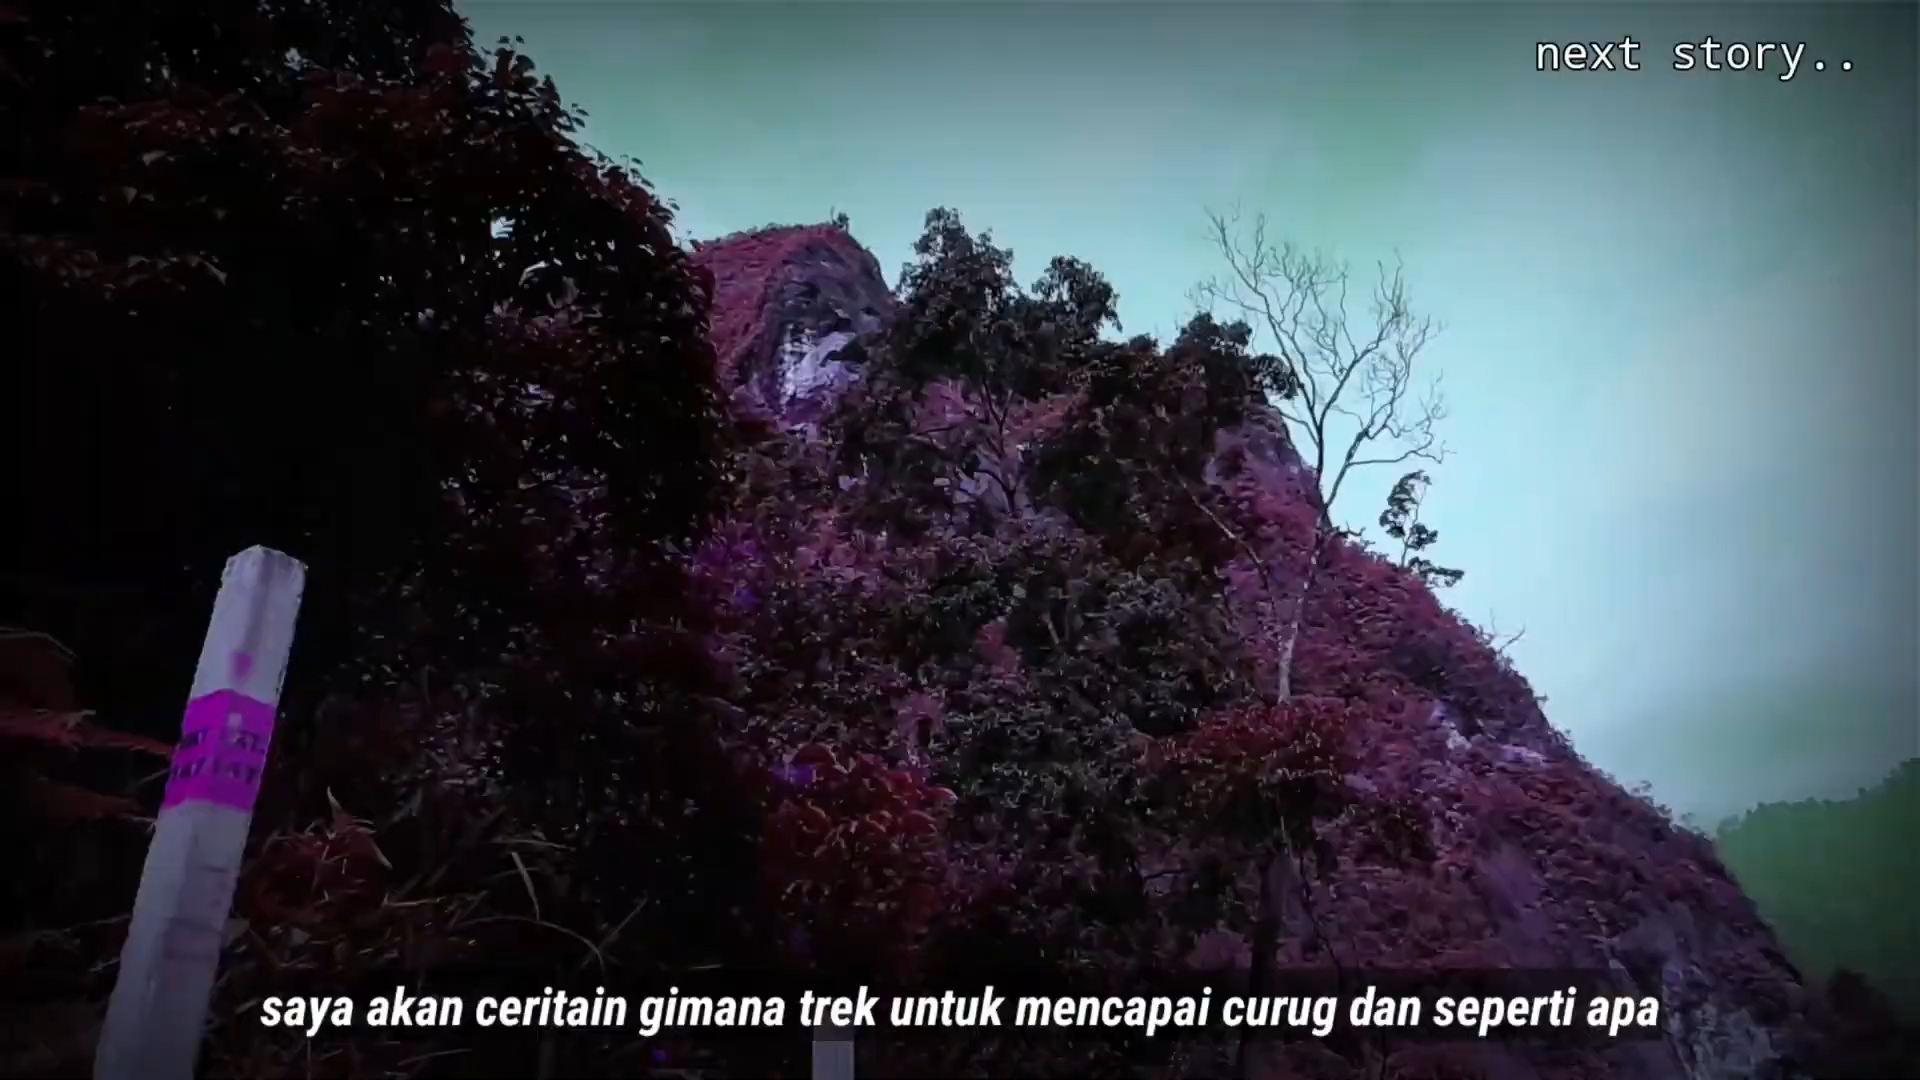 next story..
saya akan ceritain gimana trek untuk mencapai curug dan seperti apa